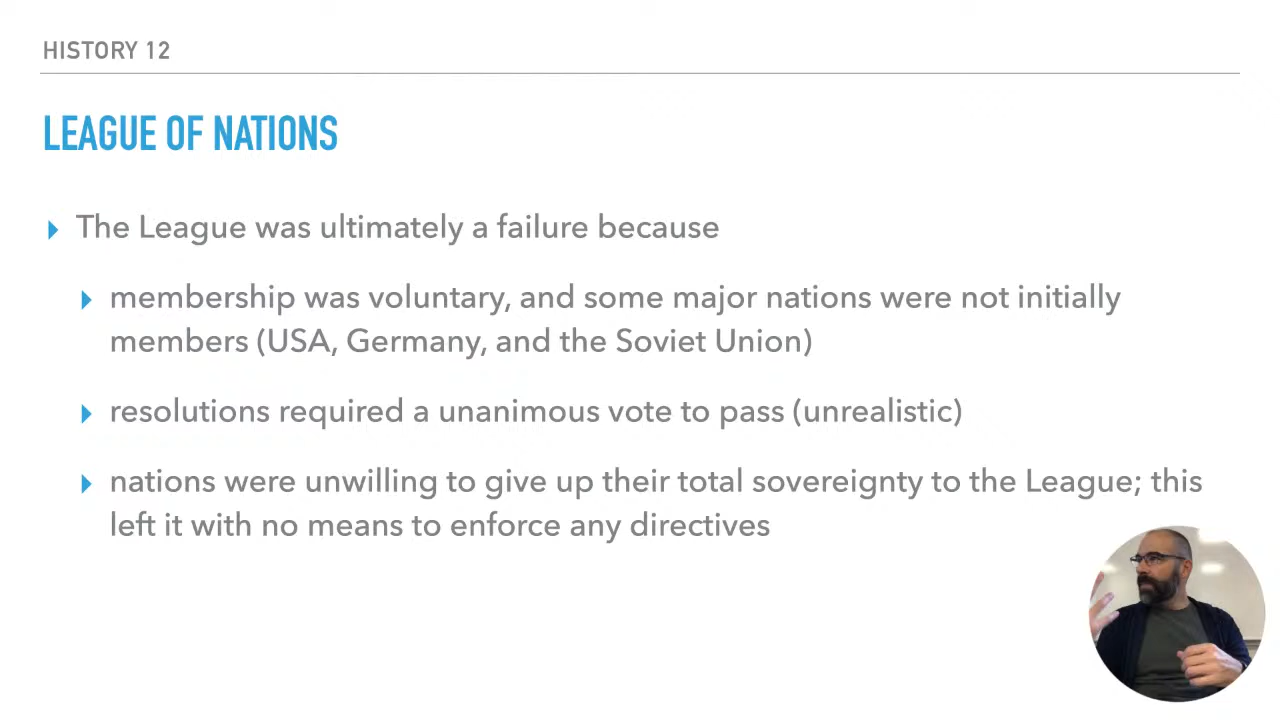 HISTORY 12
LEAGUE OF NATIONS
The League was ultimately a failure because
membership was voluntary, and some major nations were not initially
members (USA, Germany, and the Soviet Union)
resolutions required a unanimous vote to pass (unrealistic)
nations were unwilling to give up their total sovereignty to the League; this
left it with no means to enforce any directives